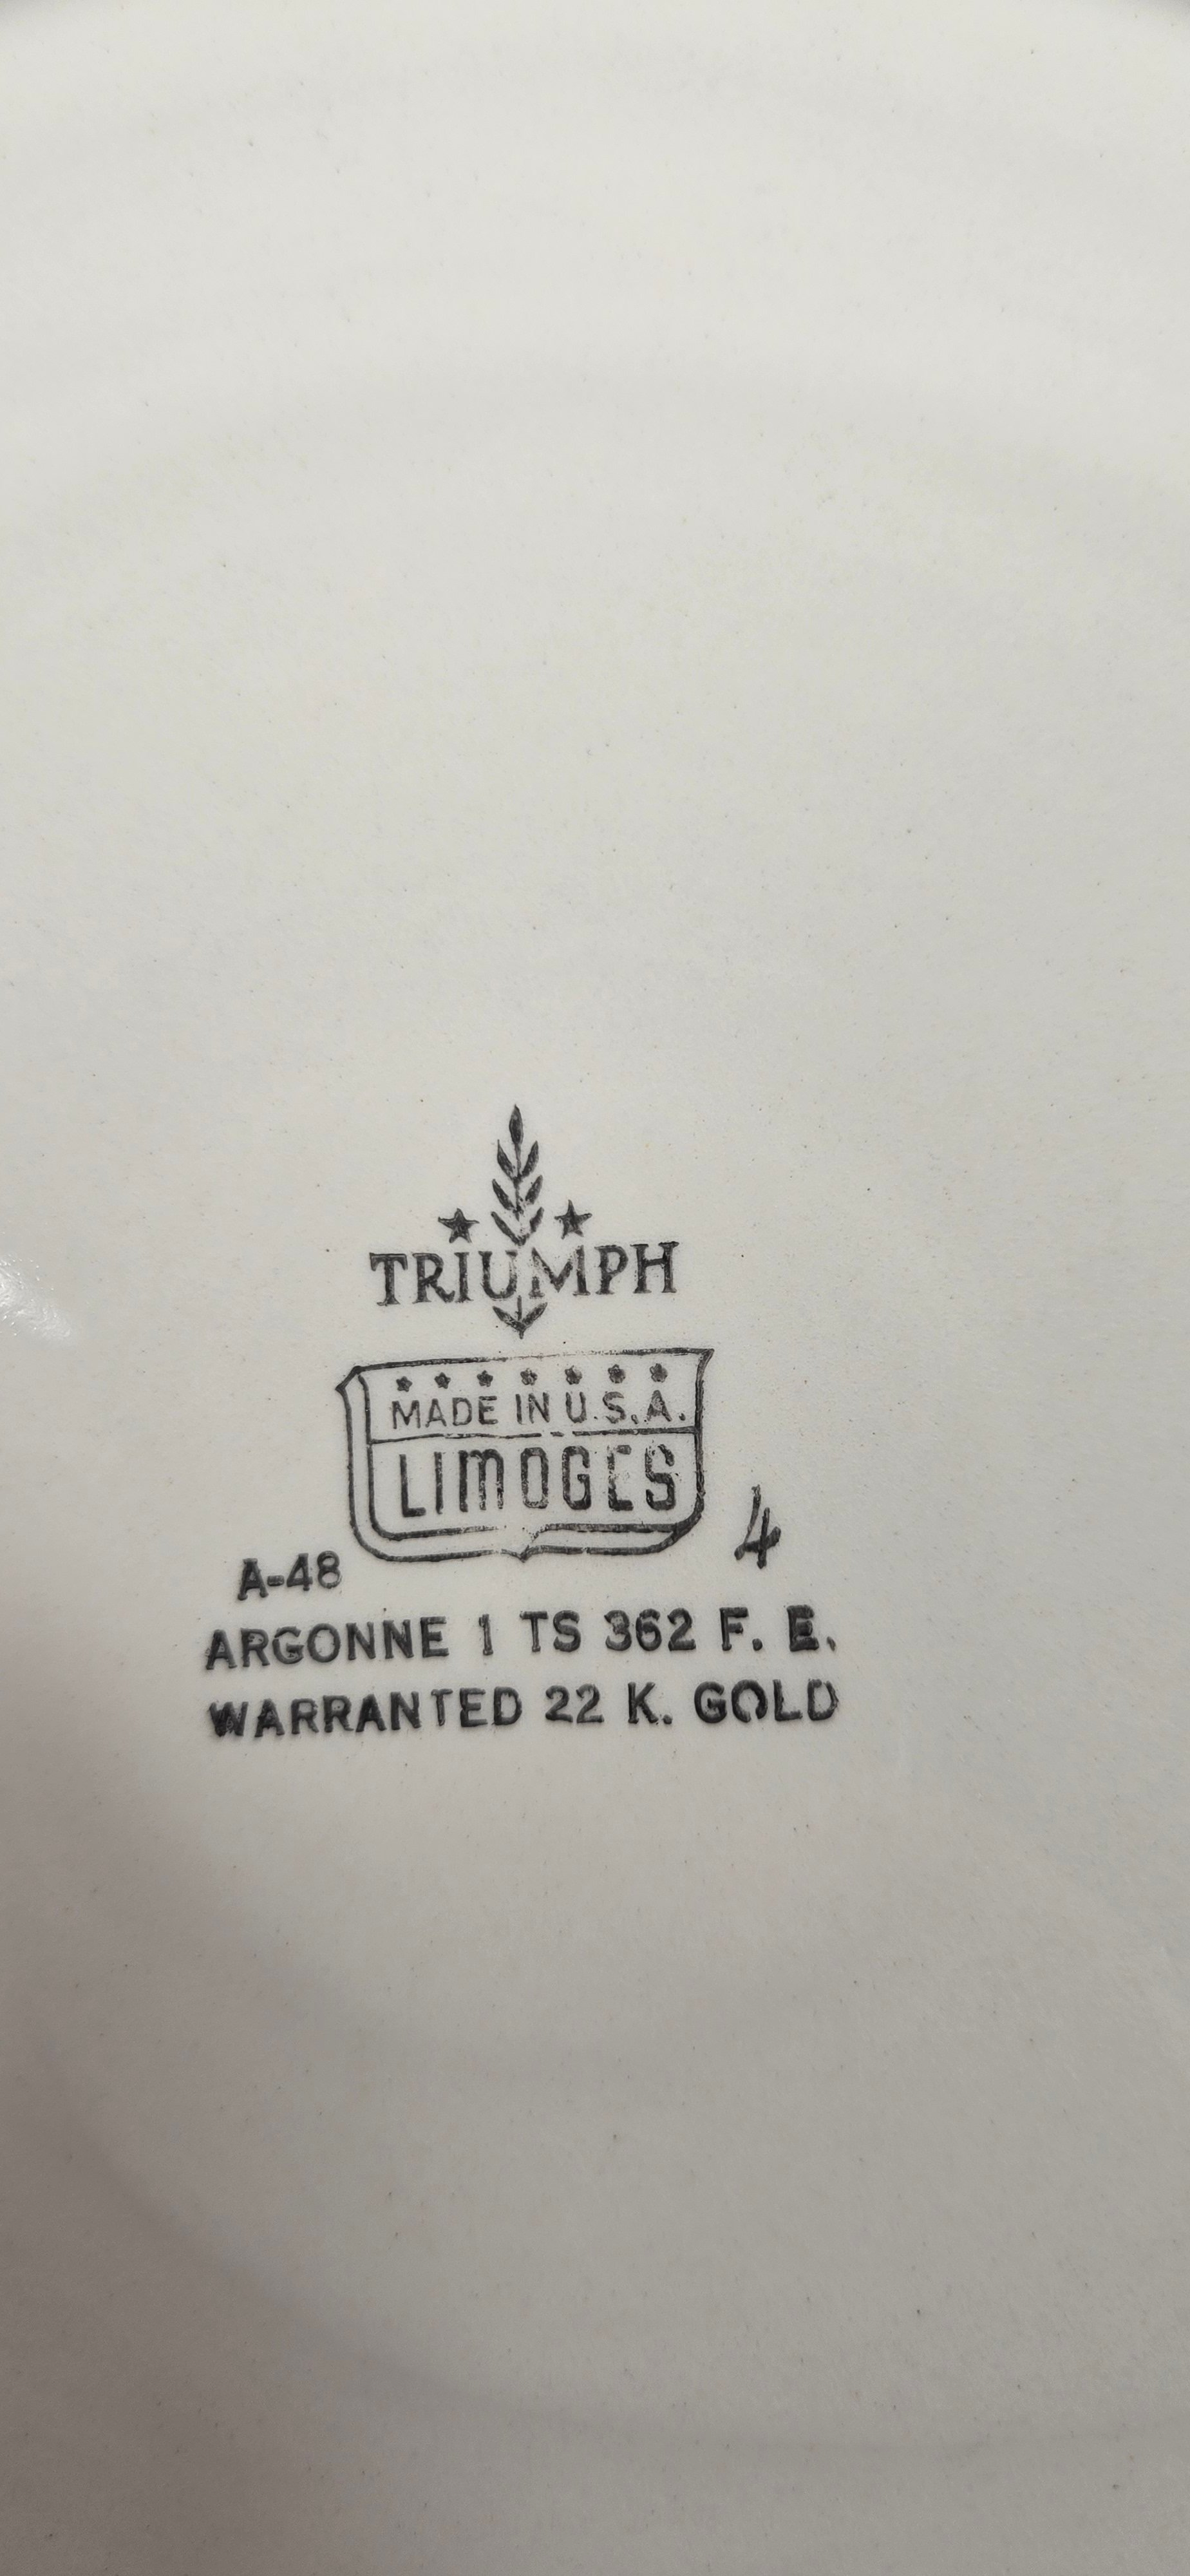 TRIUMPH
MADE IN U.S.A.
LIMOGES
4
A-48
ARGONNE 1 TS 362 F. E.
WARRANTED 22 K. GOLD